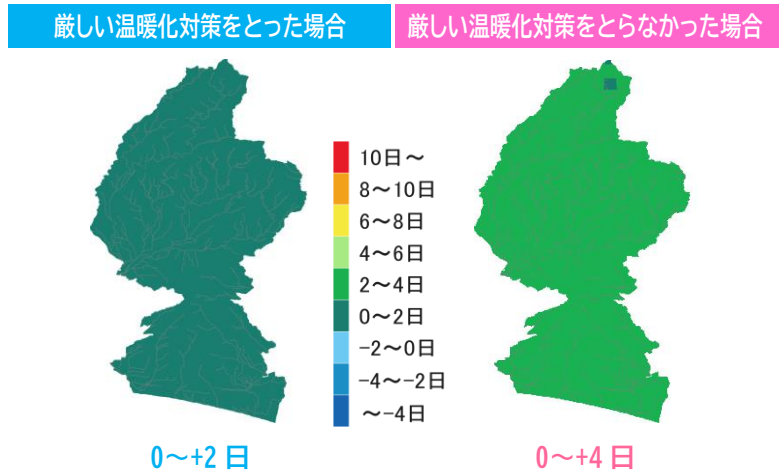 厳しい温暖化対策をとった場合
厳しい温暖化対策をとらなかった場合
10日～
8～10日
6～8日
4～6日
2～4日
0～2日
-2～0日
-4～-2日
～-4日
0～+2 日
0～+4 日